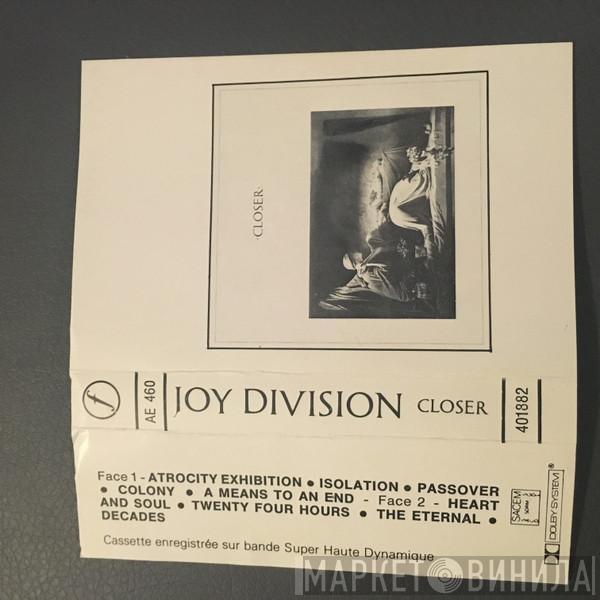 ·CLOSER·
f
AE 460
JOY DIVISION CLOSER
401882
Face 1 - ATROCITY EXHIBITION ● ISOLATION ● PASSOVER
● COLONY ● A MEANS TO AN END - Face 2 - HEART
AND SOUL ● TWENTY FOUR HOURS ● THE ETERNAL ●
DECADES
Cassette enregistrée sur bande Super Haute Dynamique
SACEM
DOLBY SYSTEM®
МАРКЕТ ВИНИЛА